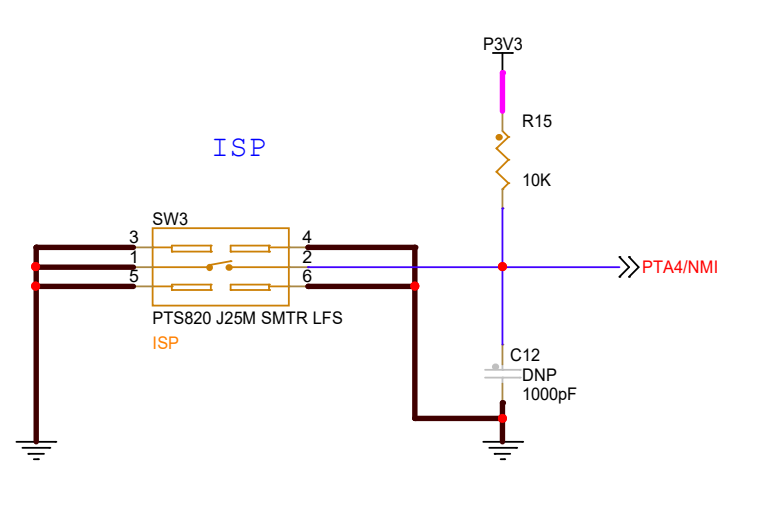 P3V3
R15
ISP
10K
SW3
3
4
1
2
PTA4/NMI
5
6
PTS820 J25M SMTR LFS
ISP
C12
DNP
1000pF